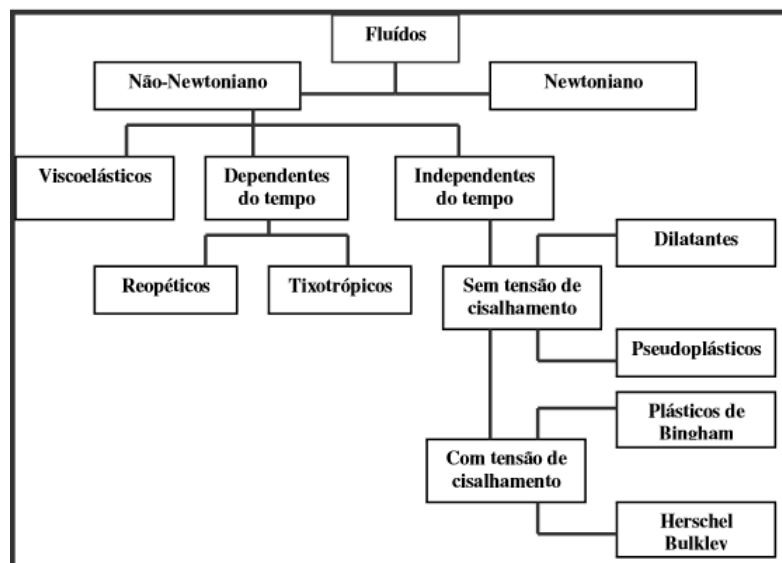 Fluídos
Não-Newtoniano
Newtoniano
Viscoelásticos
Dependentes
do tempo
Independentes
do tempo
Dilatantes
Reopéticos
Tixotrópicos
Sem tensão de
cisalhamento
Pseudoplásticos
Plásticos de
Bingham
Com tensão de
cisalhamento
Herschel
Bulkley